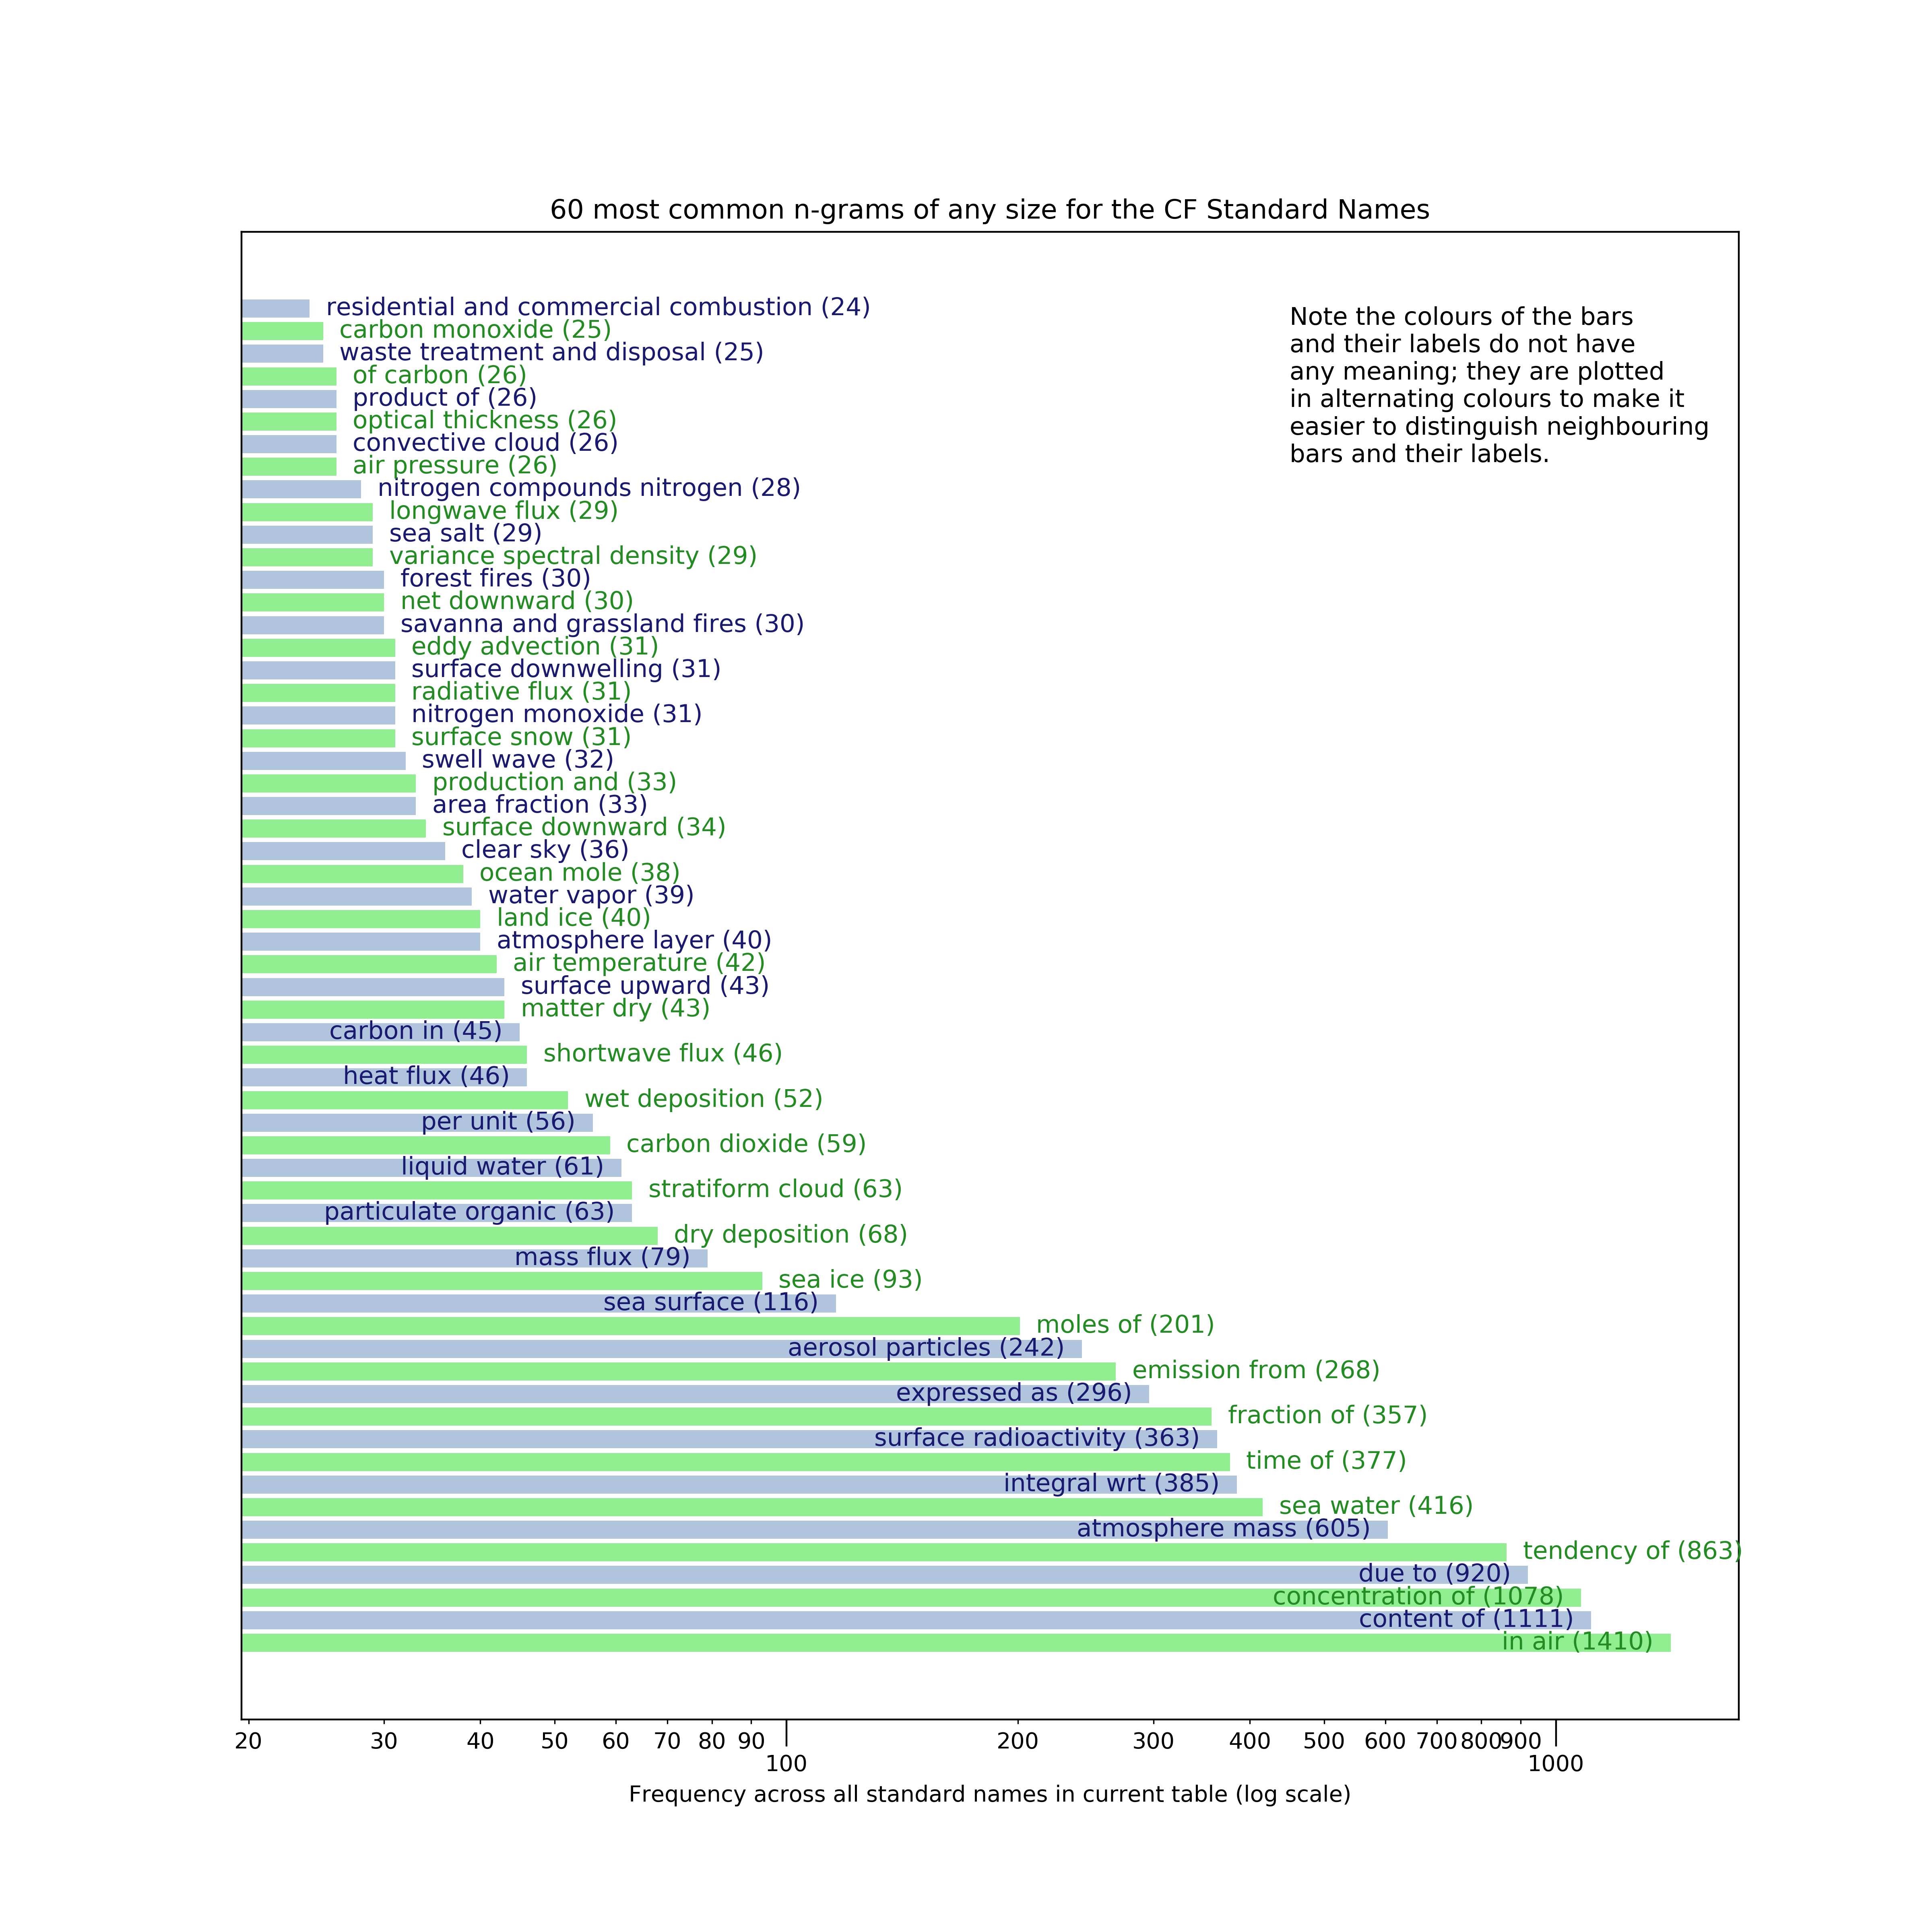 60 most common n-grams of any size for the CF Standard Names
residential and commercial combustion (24)
carbon monoxide (25)
waste treatment and disposal (25)
of carbon (26)
product of (26)
optical thickness (26)
convective cloud (26)
air pressure (26)
nitrogen compounds nitrogen (28)
longwave flux (29)
sea salt (29)
variance spectral density (29)
forest fires (30)
net downward (30)
savanna and grassland fires (30)
eddy advection (31)
surface downwelling (31)
radiative flux (31)
nitrogen monoxide (31)
surface snow (31)
swell wave (32)
production and (33)
area fraction (33)
surface downward (34)
clear sky (36)
ocean mole (38)
water vapor (39)
land ice (40)
atmosphere layer (40)
air temperature (42)
surface upward (43)
matter dry (43)
carbon in (45)
shortwave flux (46)
heat flux (46)
wet deposition (52)
per unit (56)
carbon dioxide (59)
liquid water (61)
stratiform cloud (63)
particulate organic (63)
dry deposition (68)
mass flux (79)
sea ice (93)
sea surface (116)
moles of (201)
aerosol particles (242)
emission from (268)
expressed as (296)
fraction of (357)
surface radioactivity (363)
time of (377)
integral wrt (385)
sea water (416)
atmosphere mass (605)
tendency of (863)
due to (920)
concentration of (1078)
content of (1111)
in air (1410)
Note the colours of the bars
and their labels do not have
any meaning; they are plotted
in alternating colours to make it
easier to distinguish neighbouring
bars and their labels.
20 30 40 50 60 70 80 90 200 300 400 500 600 700 800 900
100 1000
Frequency across all standard names in current table (log scale)